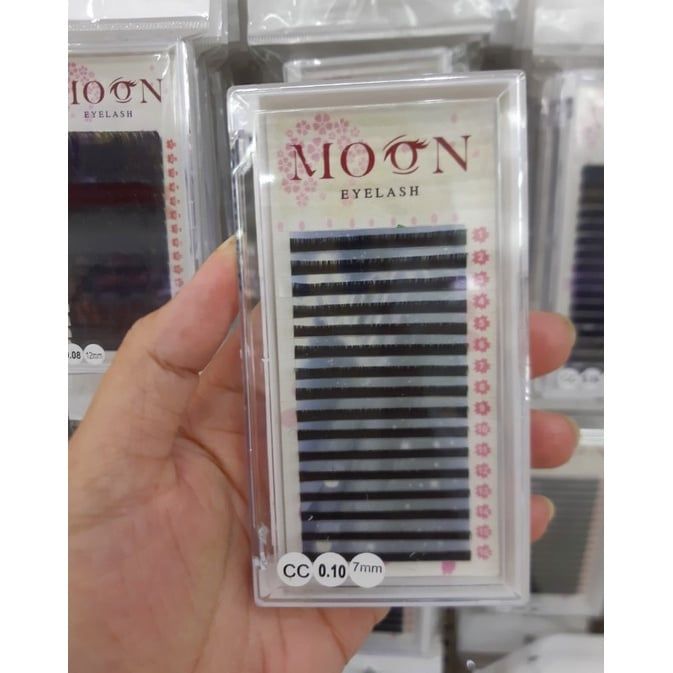 MOON
EYELASH
CC 0.10 7mm
MOON
EYELASH
.08 12mm